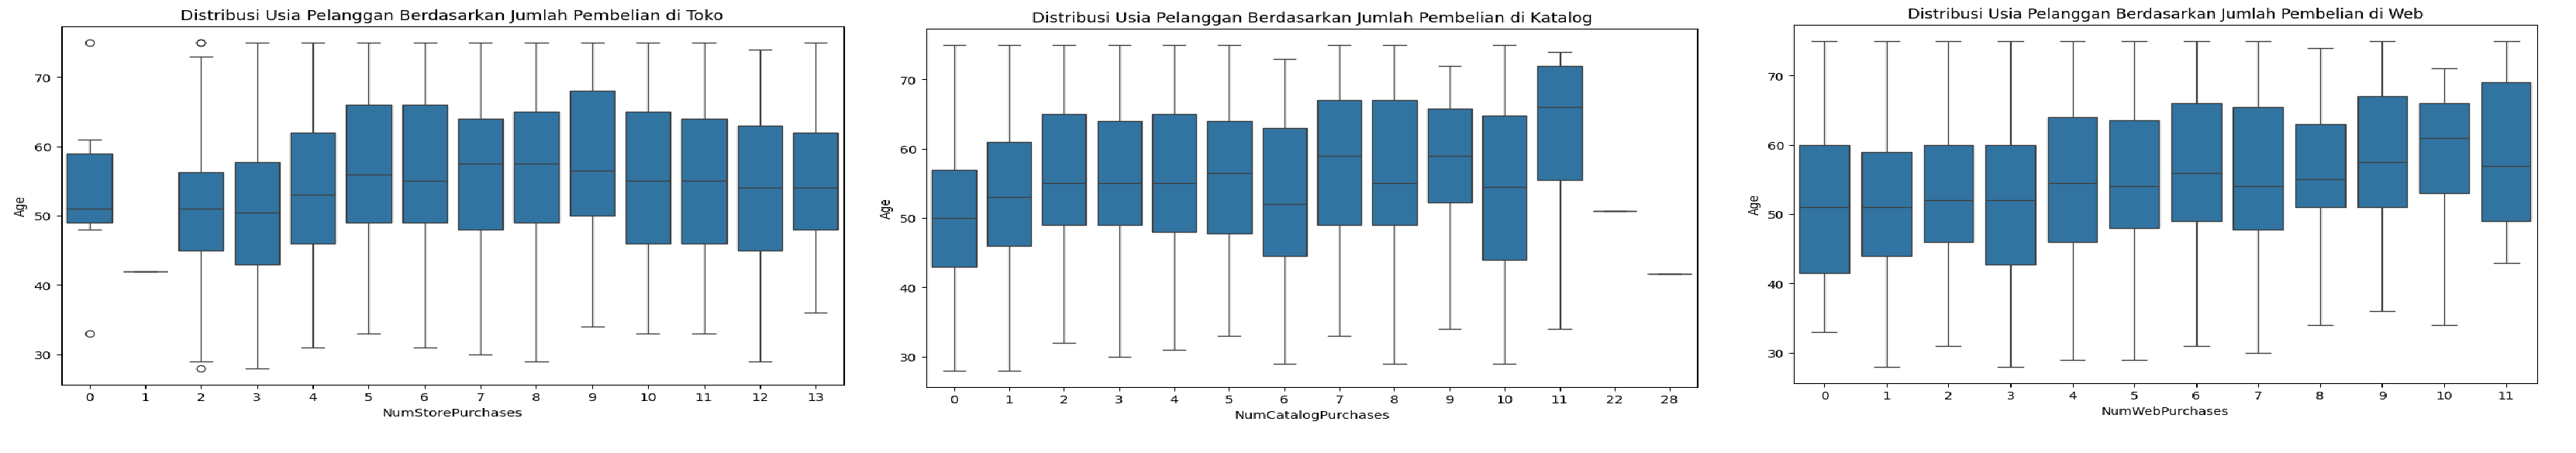 Distribusi Usia Pelanggan Berdasarkan Jumlah Pembelian di Toko
Age
70
60
50
40
30
0 1 2 3 4 5 6 7 8 9 10 11 12 13
NumStorePurchases
Distribusi Usia Pelanggan Berdasarkan Jumlah Pembelian di Katalog
Age
70
60
50
40
30
0 1 2 3 4 5 6 7 8 9 10 11 22 28
NumCatalogPurchases
Distribusi Usia Pelanggan Berdasarkan Jumlah Pembelian di Web
Age
70
60
50
40
30
0 1 2 3 4 5 6 7 8 9 10 11
NumWebPurchases